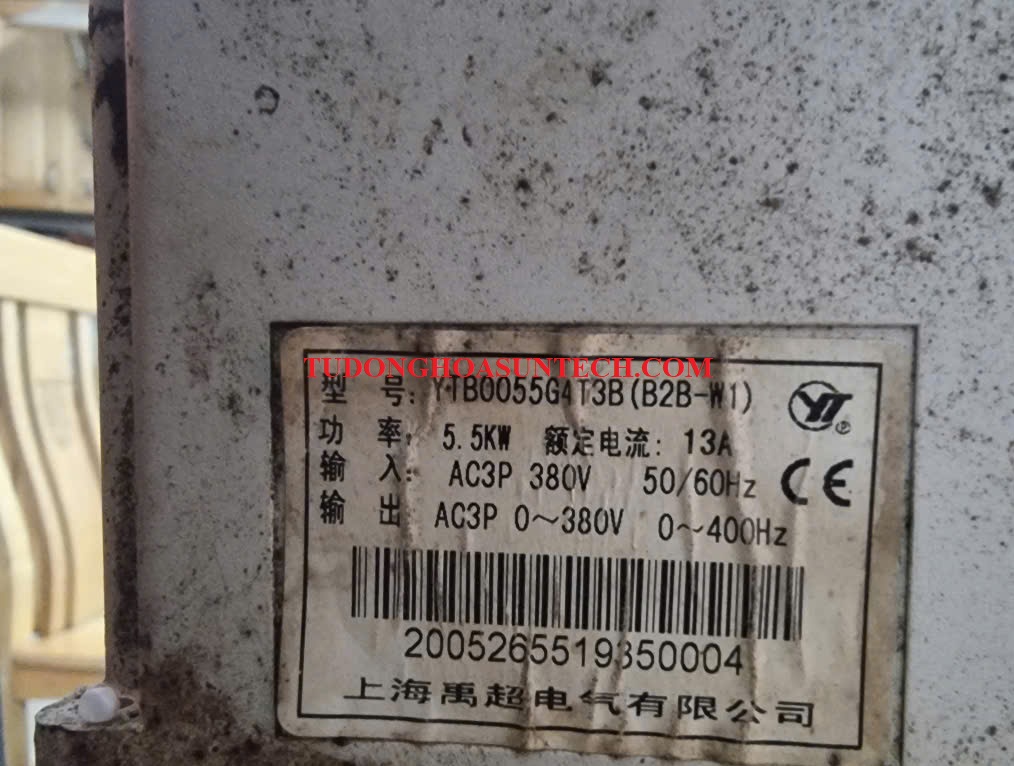 TUDONGHOASUNTECH.COM
型 号: YTB0055G4T3B(B2B-W1)
YT®
功 率: 5.5KW 额定电流: 13A
输 入: AC3P 380V 50/60Hz
CE
输 出 AC3P 0～380V 0～400Hz
2005265519350004
上海禹超电气有限公司